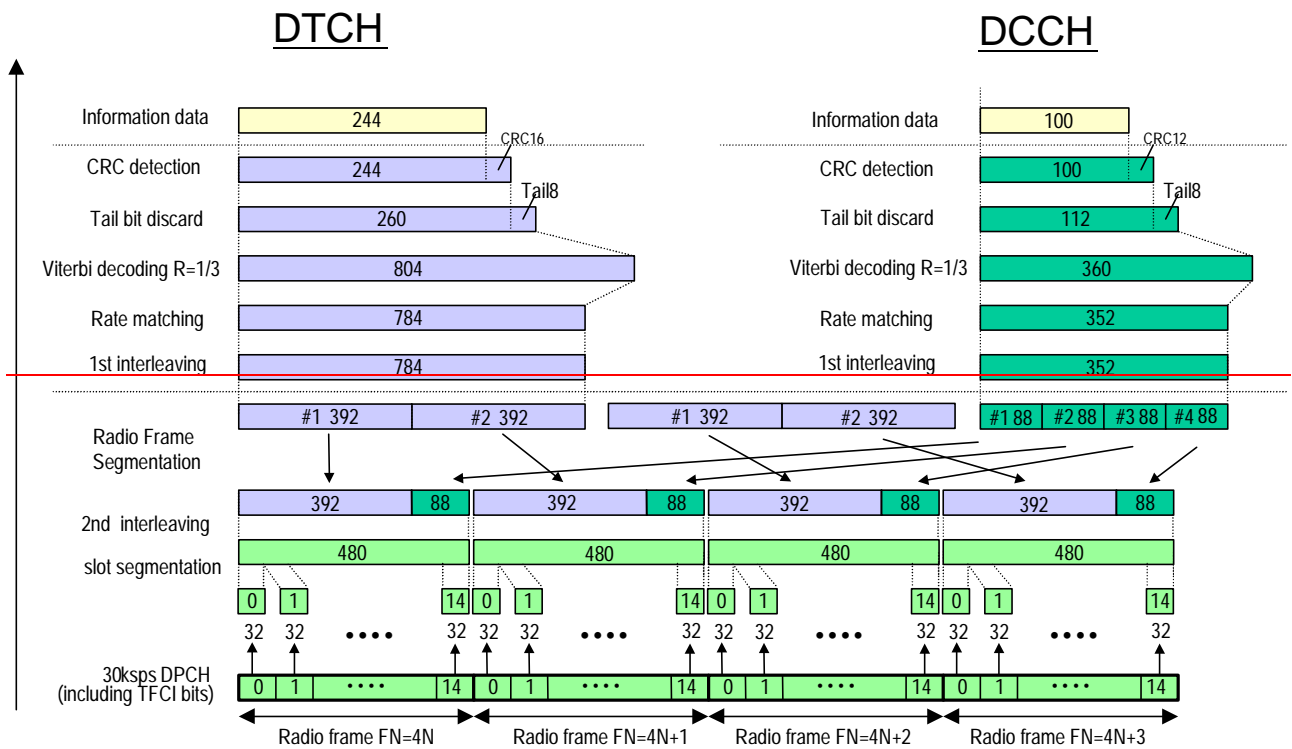 DTCH DCCH
Information data 244 Information data 100
CRC16 CRC12
CRC detection 244 CRC detection 100
Tail8 Tail8
Tail bit discard 260 Tail bit discard 112
Viterbi decoding R=1/3 804 Viterbi decoding R=1/3 360
Rate matching 784 Rate matching 352
1st interleaving 784 1st interleaving 352
#1 392 #2 392 #1 392 #2 392 #1 88 #2 88 #3 88 #4 88
Radio Frame
Segmentation
392 88 392 88 392 88 392 88
2nd interleaving
480 480 480 480
slot segmentation
0 1 14 0 1 14 0 1 14 0 1 14
32 32 •••• 32 32 32 •••• 32 32 32 •••• 32 32 32 •••• 32
30ksps DPCH
(including TFCI bits)
0 1 •••• 14 0 1 •••• 14 0 1 •••• 14 0 1 •••• 14
Radio frame FN=4N Radio frame FN=4N+1 Radio frame FN=4N+2 Radio frame FN=4N+3